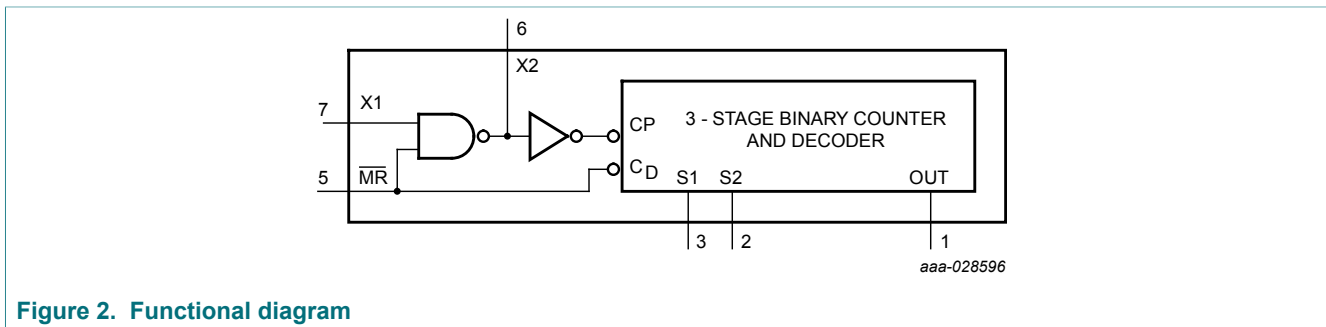 6
X2
7 X1
CP
3 - STAGE BINARY COUNTER
AND DECODER
5 MR
CD
S1 S2 OUT
3 2 1
aaa-028596
Figure 2. Functional diagram